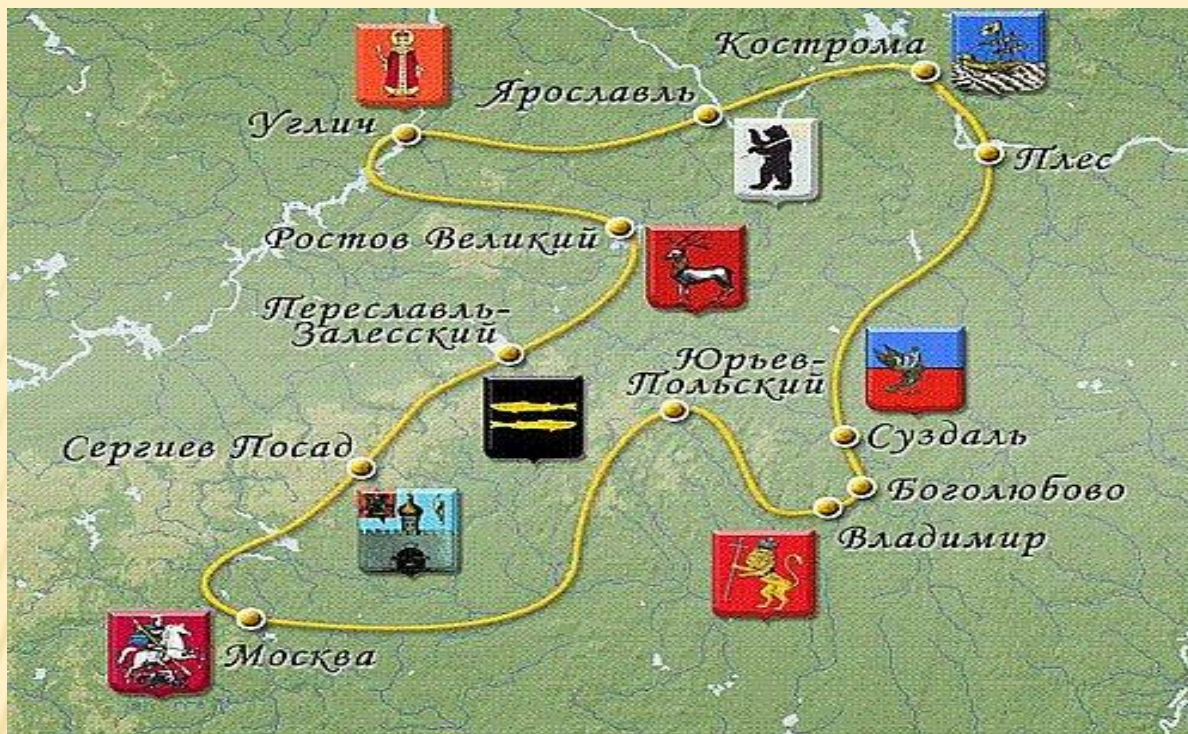 Кострома
Ярославль
Углич
Плес
Ростов Великий
Переславль-
Залесский
Юрьев-
Польский
Сергиев Посад
Суздаль
Боголюбово
Владимир
Москва